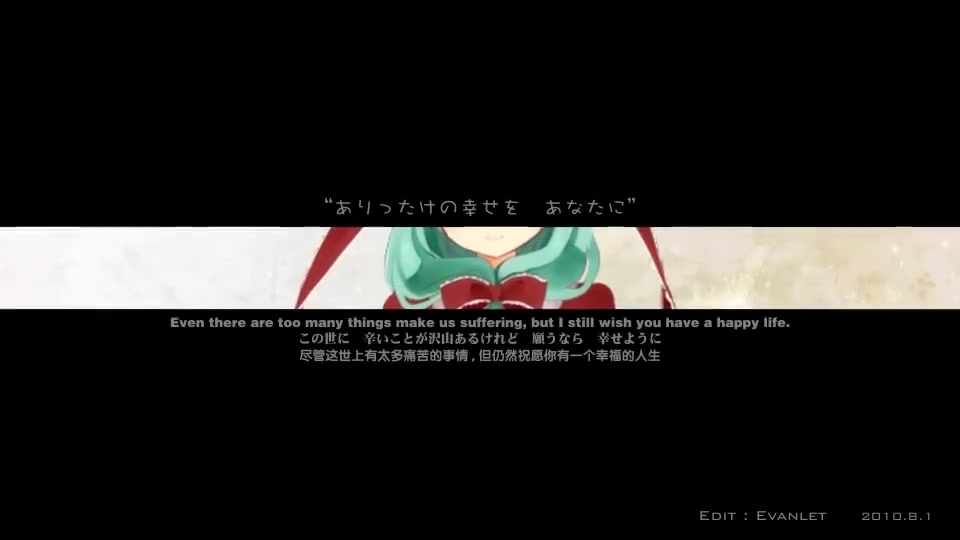 “ありったけの幸せを　あなたに”
Even there are too many things make us suffering, but I still wish you have a happy life.
この世に　辛いことが沢山あるけれど　願うなら　幸せように
尽管这世上有太多痛苦的事情，但仍然祝愿你有一个幸福的人生
Edit : Evanlet 2010.8.1